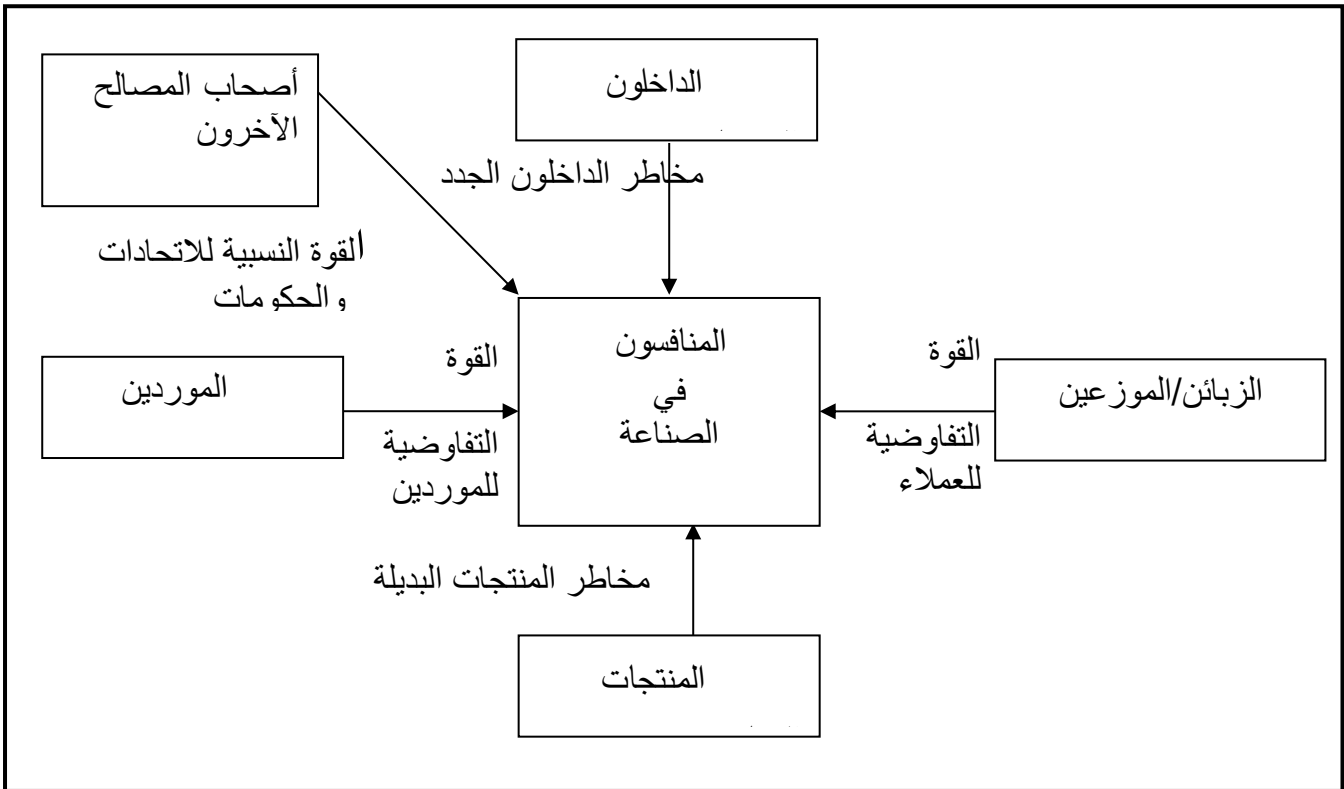 أصحاب المصالح
الآخرون
الداخلون
مخاطر الداخلون الجدد
القوة النسبية للاتحادات
والحكومات
الموردين
القوة
التفاوضية
للموردين
المنافسون
في
الصناعة
القوة
التفاوضية
للعملاء
الزبائن/الموزعين
مخاطر المنتجات البديلة
المنتجات